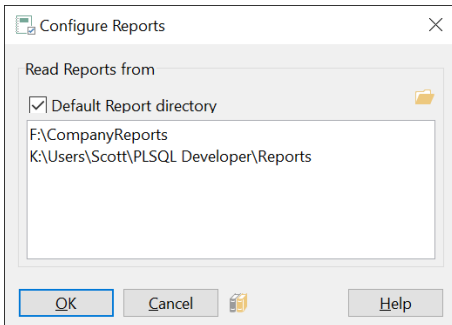 Configure Reports
Read Reports from
Default Report directory
F:\CompanyReports
K:\Users\Scott\PLSQL Developer\Reports
OK
Cancel
Help